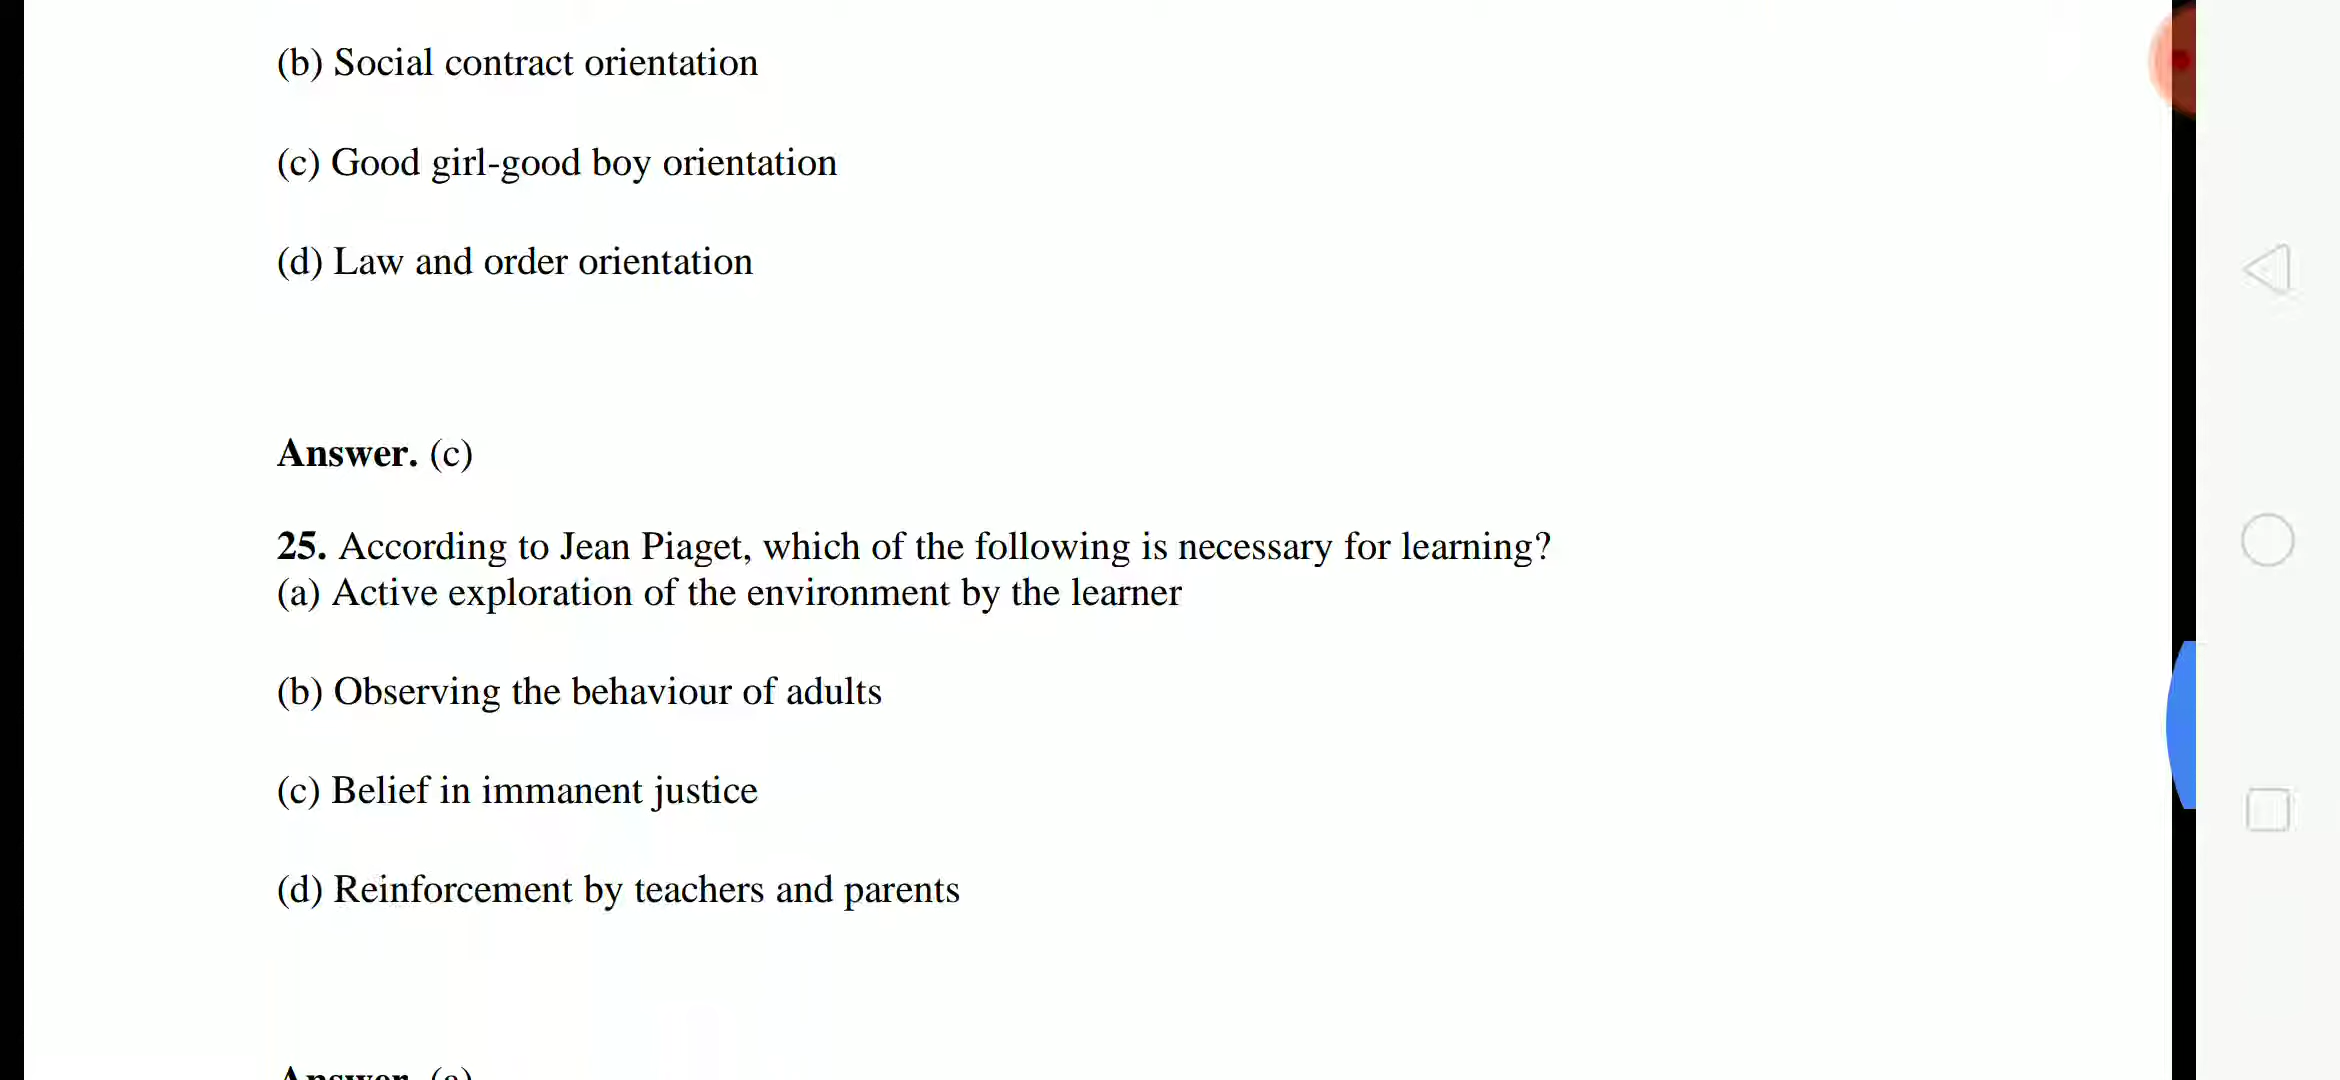 (b) Social contract orientation
(c) Good girl-good boy orientation
(d) Law and order orientation
Answer. (c)
25. According to Jean Piaget, which of the following is necessary for learning?
(a) Active exploration of the environment by the learner
(b) Observing the behaviour of adults
(c) Belief in immanent justice
(d) Reinforcement by teachers and parents
Answer.